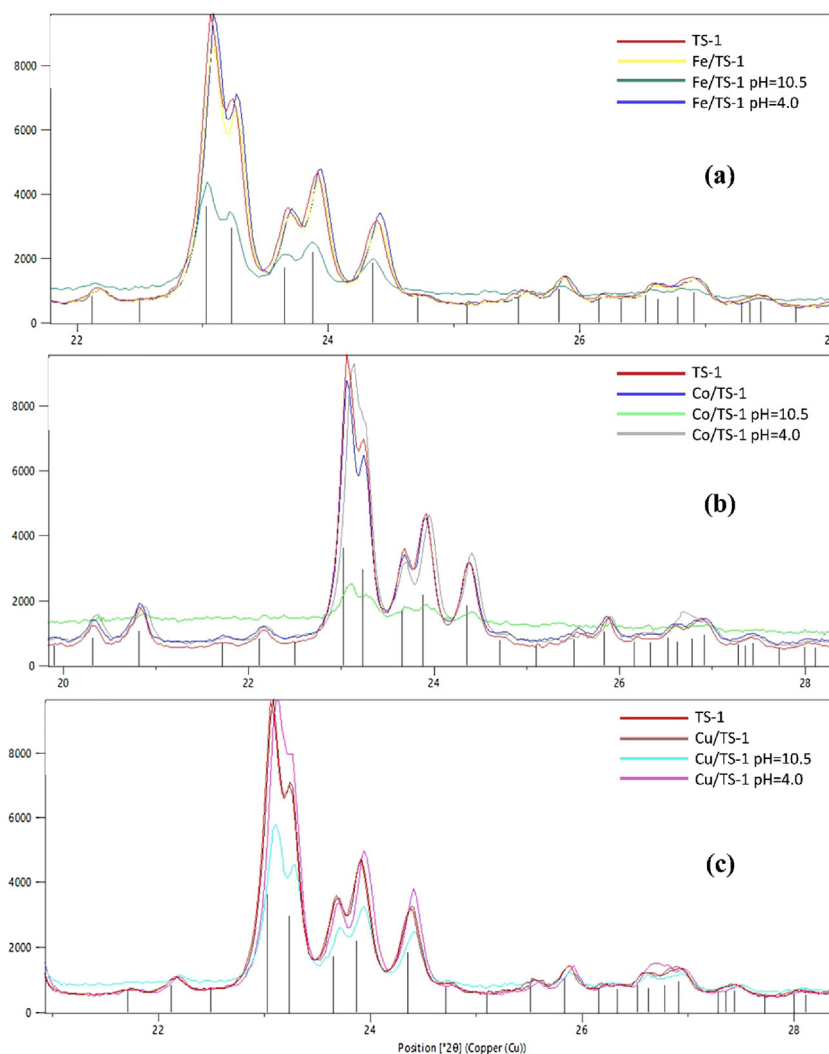 TS-1
Fe/TS-1
Fe/TS-1 pH=10.5
Fe/TS-1 pH=4.0
(a)
8000
6000
4000
2000
0
22 23 24 25 26 27 2
TS-1
Co/TS-1
Co/TS-1 pH=10.5
Co/TS-1 pH=4.0
(b)
8000
6000
4000
2000
0
20 22 24 26 28
TS-1
Cu/TS-1
Cu/TS-1 pH=10.5
Cu/TS-1 pH=4.0
(c)
8000
6000
4000
2000
0
22 24 26 28
Position [°2θ] (Copper (Cu))